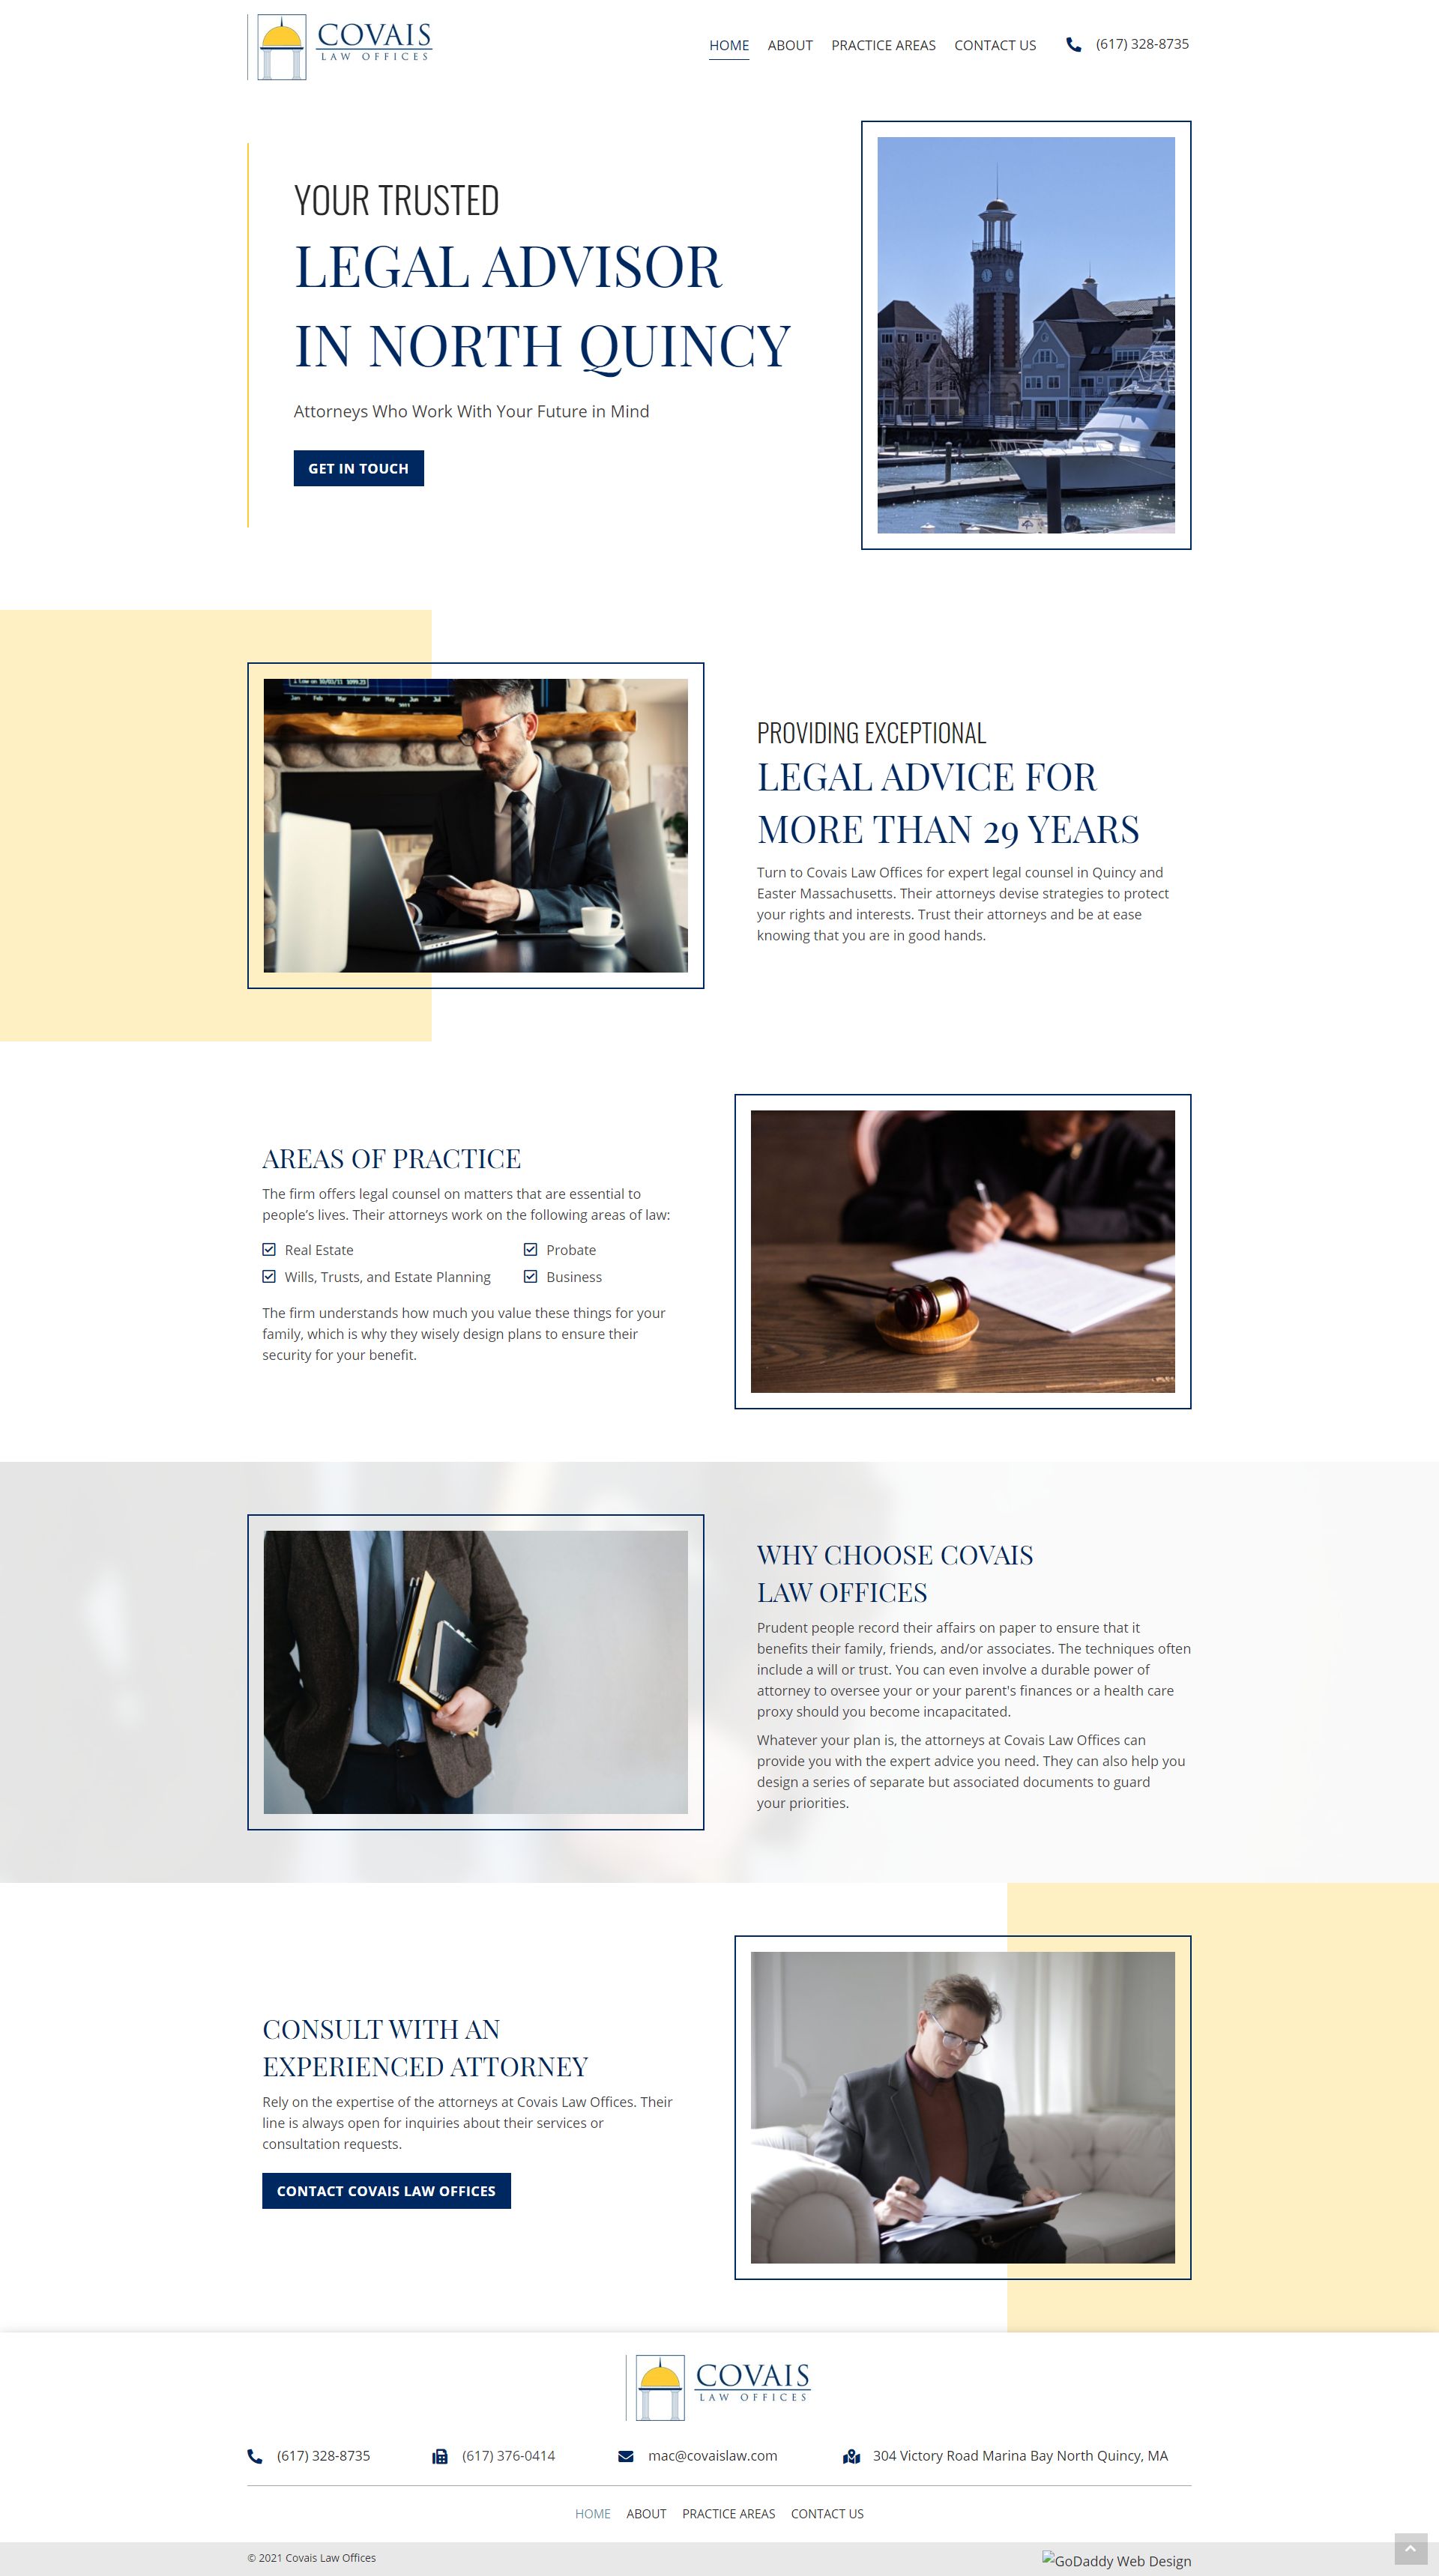 COVAIS
LAW OFFICES
HOME ABOUT PRACTICE AREAS CONTACT US (617) 328-8735
YOUR TRUSTED
LEGAL ADVISOR
IN NORTH QUINCY
Attorneys Who Work With Your Future in Mind
GET IN TOUCH
PROVIDING EXCEPTIONAL
LEGAL ADVICE FOR
MORE THAN 29 YEARS
Turn to Covais Law Offices for expert legal counsel in Quincy and
Easter Massachusetts. Their attorneys devise strategies to protect
your rights and interests. Trust their attorneys and be at ease
knowing that you are in good hands.
AREAS OF PRACTICE
The firm offers legal counsel on matters that are essential to
people’s lives. Their attorneys work on the following areas of law:
Real Estate Probate
Wills, Trusts, and Estate Planning Business
The firm understands how much you value these things for your
family, which is why they wisely design plans to ensure their
security for your benefit.
WHY CHOOSE COVAIS
LAW OFFICES
Prudent people record their affairs on paper to ensure that it
benefits their family, friends, and/or associates. The techniques often
include a will or trust. You can even involve a durable power of
attorney to oversee your or your parent's finances or a health care
proxy should you become incapacitated.
Whatever your plan is, the attorneys at Covais Law Offices can
provide you with the expert advice you need. They can also help you
design a series of separate but associated documents to guard
your priorities.
CONSULT WITH AN
EXPERIENCED ATTORNEY
Rely on the expertise of the attorneys at Covais Law Offices. Their
line is always open for inquiries about their services or
consultation requests.
CONTACT COVAIS LAW OFFICES
COVAIS
LAW OFFICES
(617) 328-8735 (617) 376-0414 mac@covaislaw.com 304 Victory Road Marina Bay North Quincy, MA
HOME ABOUT PRACTICE AREAS CONTACT US
© 2021 Covais Law Offices GoDaddy Web Design